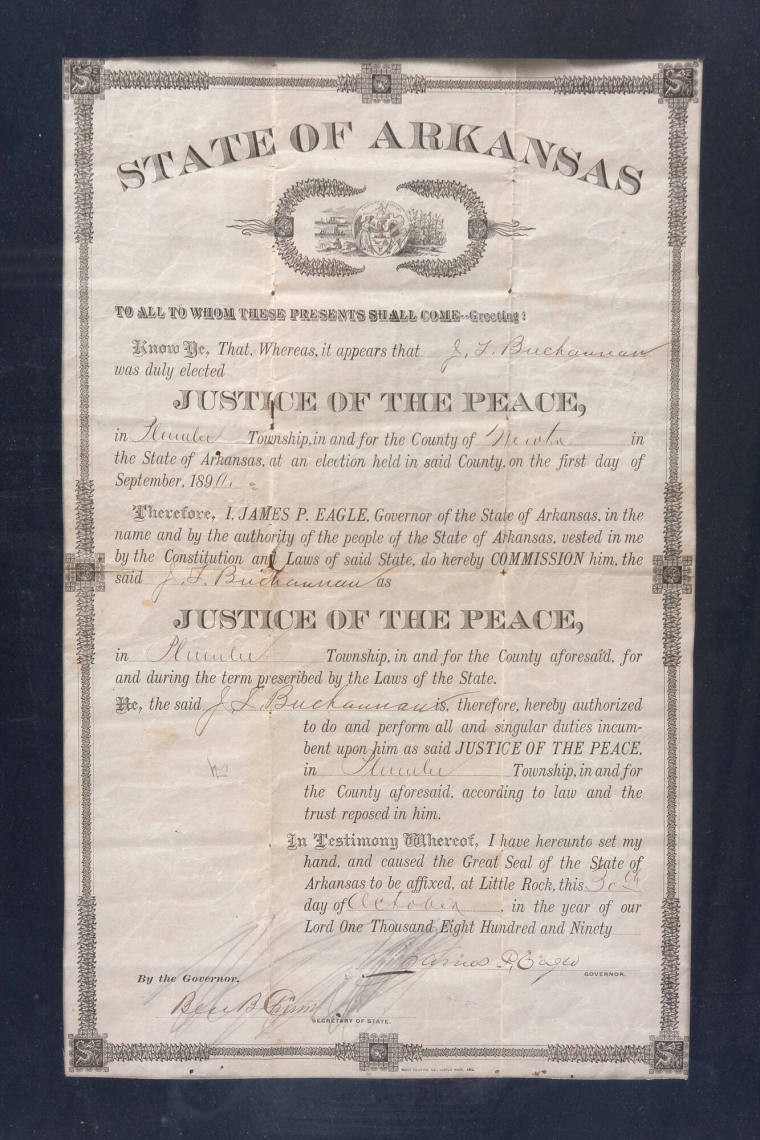 STATE OF ARKANSAS
TO ALL TO WHOM THESE PRESENTS SHALL COME--Greeting:
Know Ye, That, Whereas, it appears that J. L. Buchannan
was duly elected
JUSTICE OF THE PEACE,
in Township, in and for the County of Newton in
the State of Arkansas, at an election held in said County, on the first day of
September, 1890.
Therefore, I, JAMES P. EAGLE, Governor of the State of Arkansas, in the
name and by the authority of the people of the State of Arkansas, vested in me
by the Constitution and Laws of said State, do hereby COMMISSION him, the
said J. L. Buchannan as
JUSTICE OF THE PEACE,
in Township, in and for the County aforesaid, for
and during the term prescribed by the Laws of the State.
He, the said J. L. Buchannan is, therefore, hereby authorized
to do and perform all and singular duties incum-
bent upon him as said JUSTICE OF THE PEACE,
in Township, in and for
the County aforesaid, according to law and the
trust reposed in him.
In Testimony Whereof, I have hereunto set my
hand, and caused the Great Seal of the State of
Arkansas to be affixed, at Little Rock, this 30th
day of October, in the year of our
Lord One Thousand Eight Hundred and Ninety
James P. Eagle
By the Governor. GOVERNOR.
B. Chism
SECRETARY OF STATE.